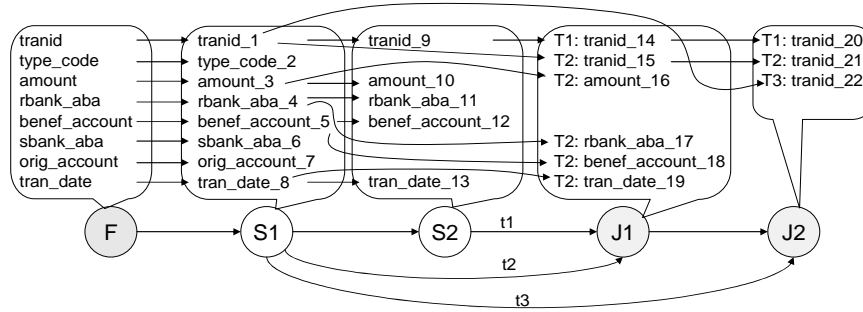 tranid tranid_1 tranid_9 T1: tranid_14 T1: tranid_20
type_code type_code_2 T2: tranid_15 T2: tranid_21
amount amount_3 amount_10 T2: amount_16 T3: tranid_22
rbank_aba rbank_aba_4 rbank_aba_11
benef_account benef_account_5 benef_account_12
sbank_aba sbank_aba_6 T2: rbank_aba_17
orig_account orig_account_7 T2: benef_account_18
tran_date tran_date_8 tran_date_13 T2: tran_date_19
F S1 S2 t1 J1 J2
t2
t3